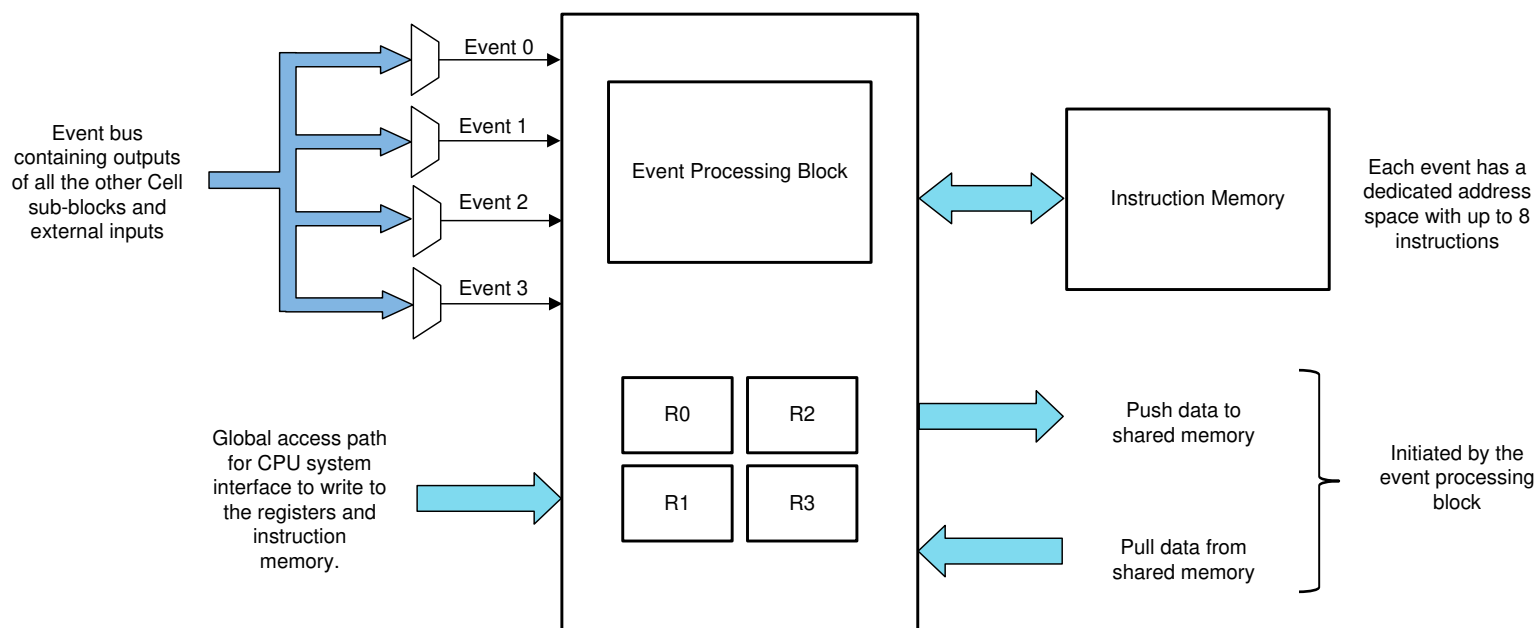 Event bus
containing outputs
of all the other Cell
sub-blocks and
external inputs
Event 0
Event 1
Event 2
Event 3
Global access path
for CPU system
interface to write to
the registers and
instruction
memory.
Event Processing Block
R0
R2
R1
R3
Instruction Memory
Each event has a
dedicated address
space with up to 8
instructions
Push data to
shared memory
Pull data from
shared memory
Initiated by the
event processing
block